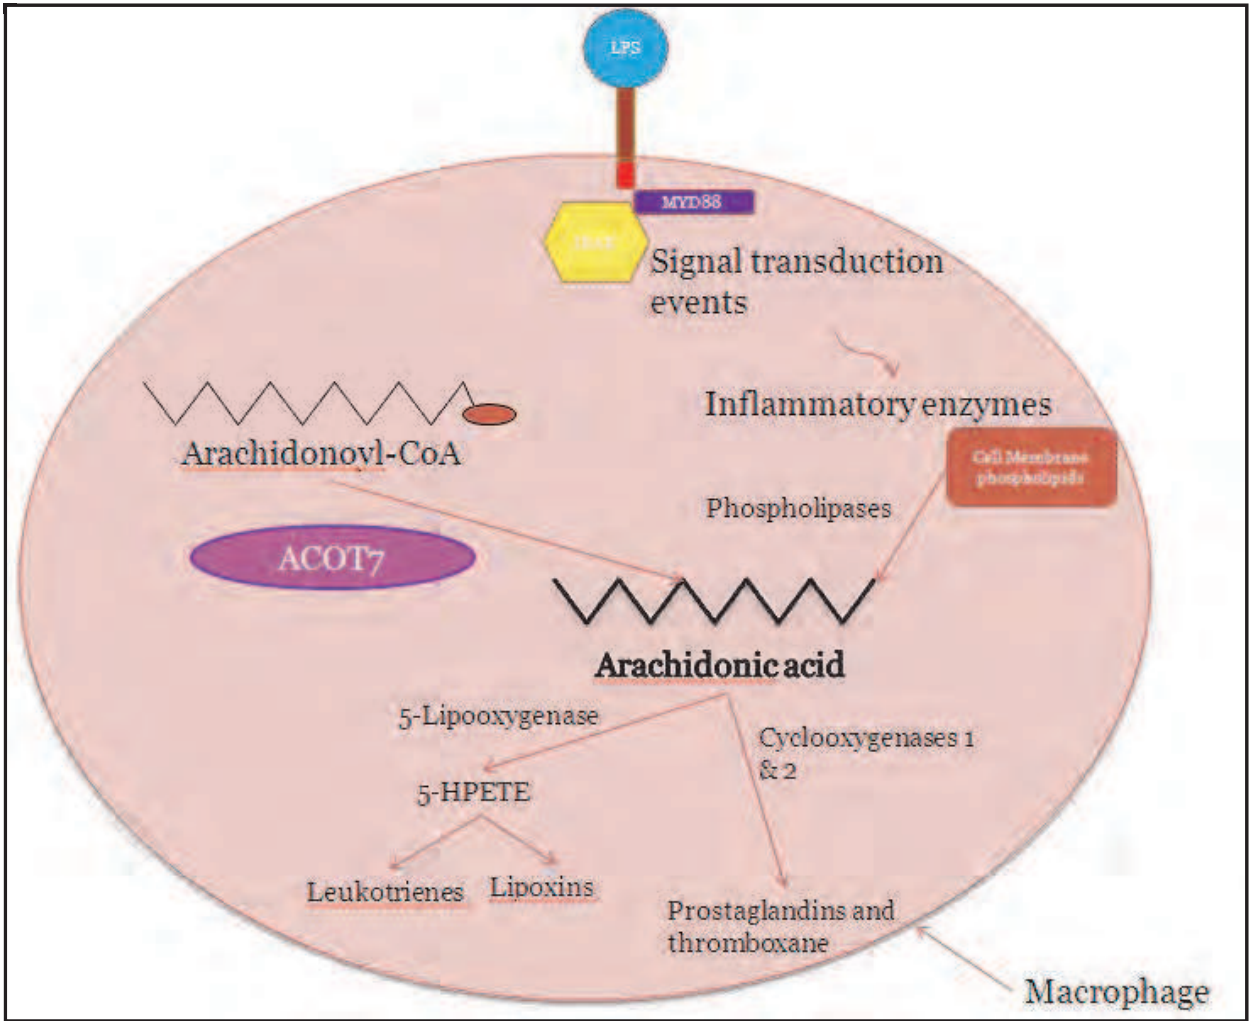 LPS
MYD88
Signal transduction
events
Inflammatory enzymes
Arachidonoyl-CoA
Cell Membrane
phospholipids
Phospholipases
ACOT7
Arachidonic acid
5-Lipooxygenase
Cyclooxygenases 1
& 2
5-HPETE
Leukotrienes
Lipoxins
Prostaglandins and
thromboxane
Macrophage